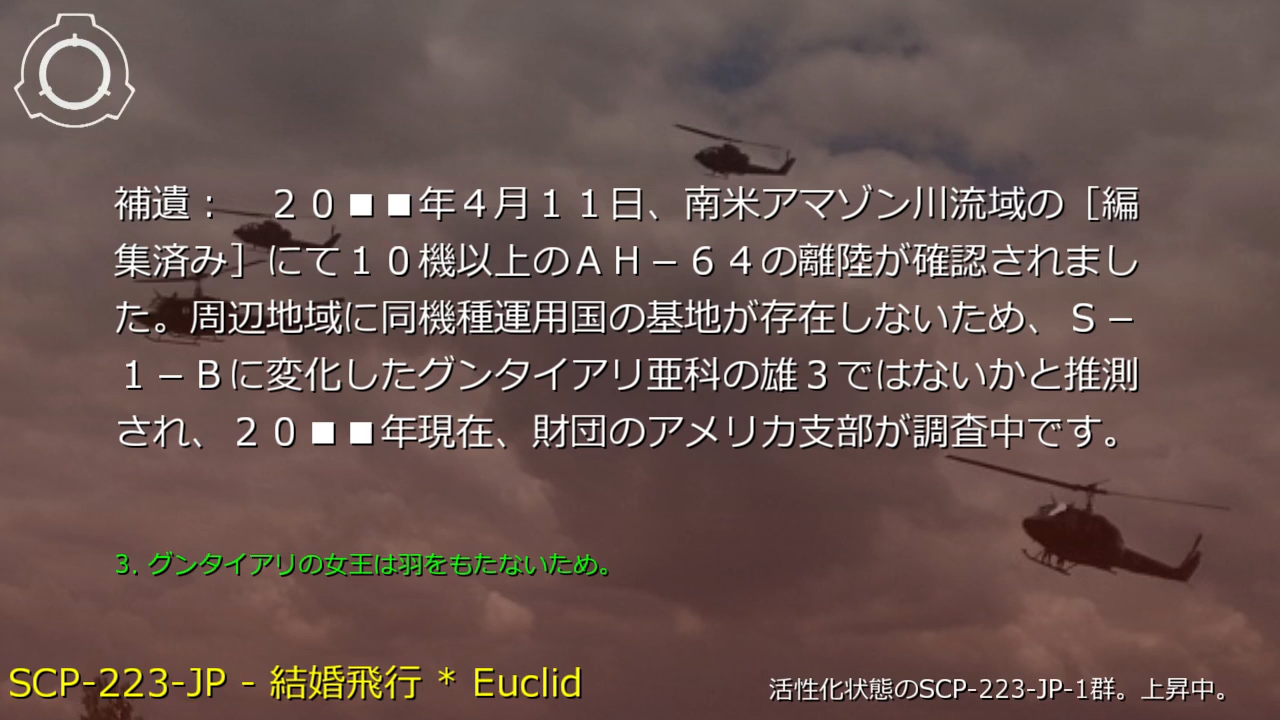 補遺：　２０■■年４月１１日、南米アマゾン川流域の［編
集済み］にて１０機以上のＡＨ－６４の離陸が確認されまし
た。周辺地域に同機種運用国の基地が存在しないため、Ｓ－
１－Ｂに変化したグンタイアリ亜科の雄３ではないかと推測
され、２０■■年現在、財団のアメリカ支部が調査中です。
3. グンタイアリの女王は羽をもたないため。
SCP-223-JP - 結婚飛行 * Euclid
活性化状態のSCP-223-JP-1群。上昇中。